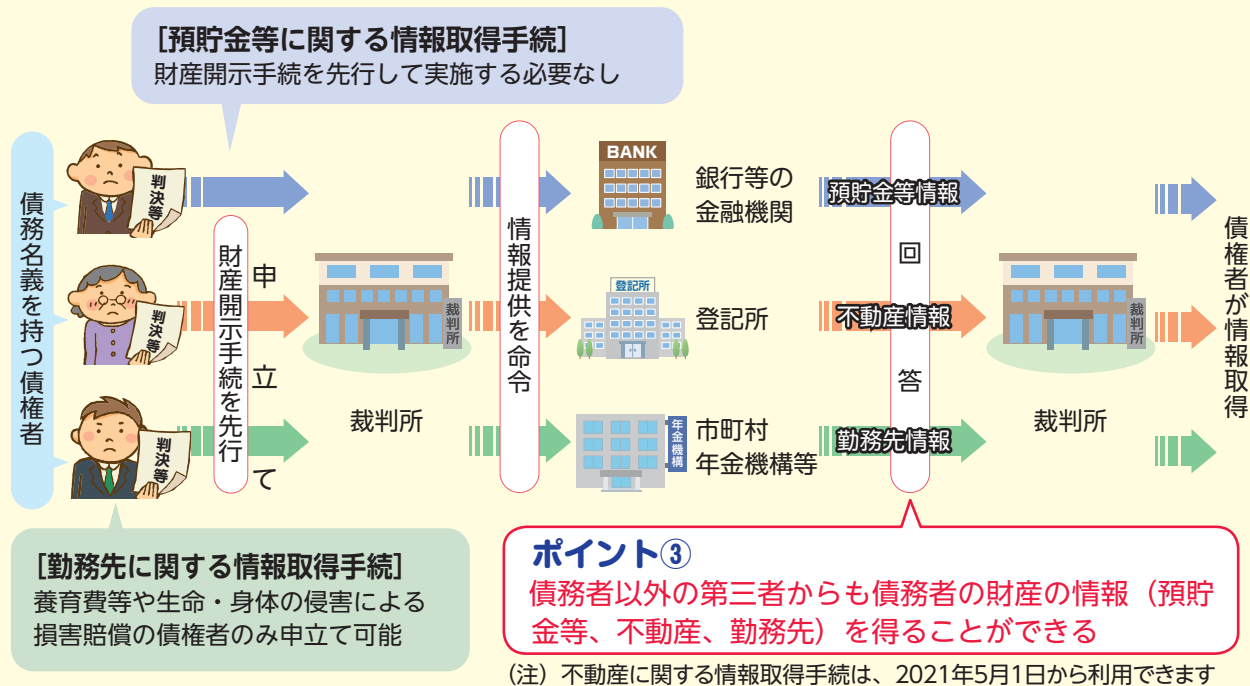 [預貯金等に関する情報取得手続]
財産開示手続を先行して実施する必要なし
債務名義を持つ債権者
判決等
判決等
判決等
財産開示手続を先行
申立て
裁判所
裁判所
情報提供を命令
BANK
銀行等の
金融機関
登記所
登記所
年金機構
市町村
年金機構等
預貯金等情報
不動産情報
勤務先情報
回答
裁判所
裁判所
債権者が情報取得
[勤務先に関する情報取得手続]
養育費等や生命・身体の侵害による
損害賠償の債権者のみ申立て可能
ポイント③
債務者以外の第三者からも債務者の財産の情報（預貯
金等、不動産、勤務先）を得ることができる
（注）不動産に関する情報取得手続は、2021年5月1日から利用できます